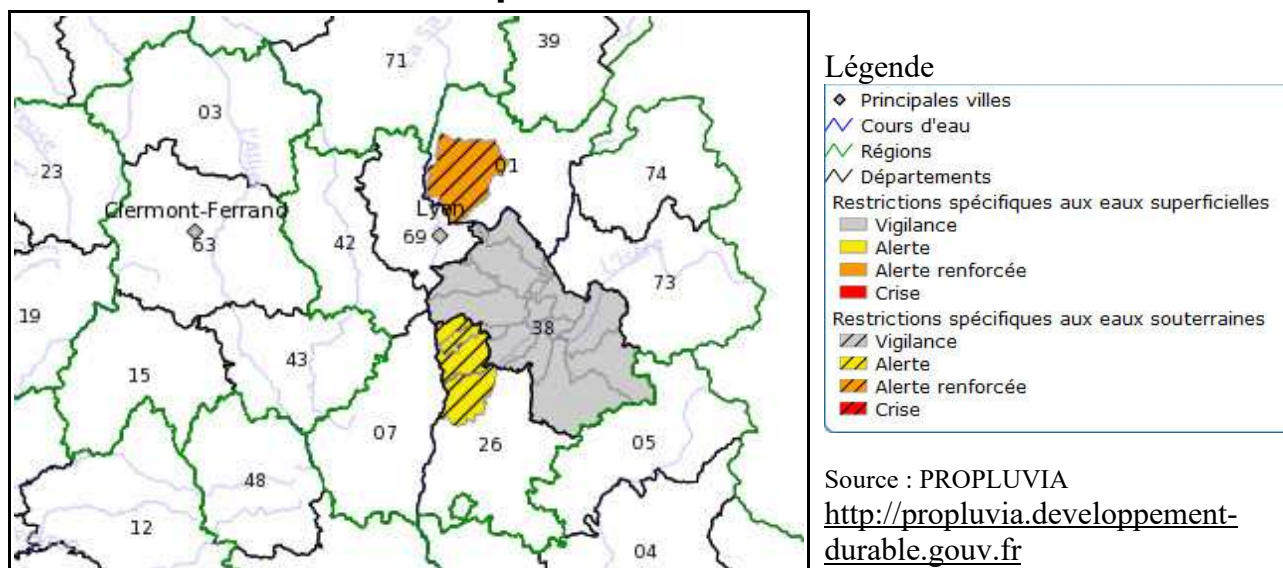 39
71
03
74
23
01
Clermont-Ferrand
Lyon
63
42
69
73
19
38
43
15
07
26
05
48
12
04
Légende
Principales villes
Cours d'eau
Régions
Départements
Restrictions spécifiques aux eaux superficielles
Vigilance
Alerte
Alerte renforcée
Crise
Restrictions spécifiques aux eaux souterraines
Vigilance
Alerte
Alerte renforcée
Crise
Source : PROPLUVIA
http://propluvia.developpement-
durable.gouv.fr